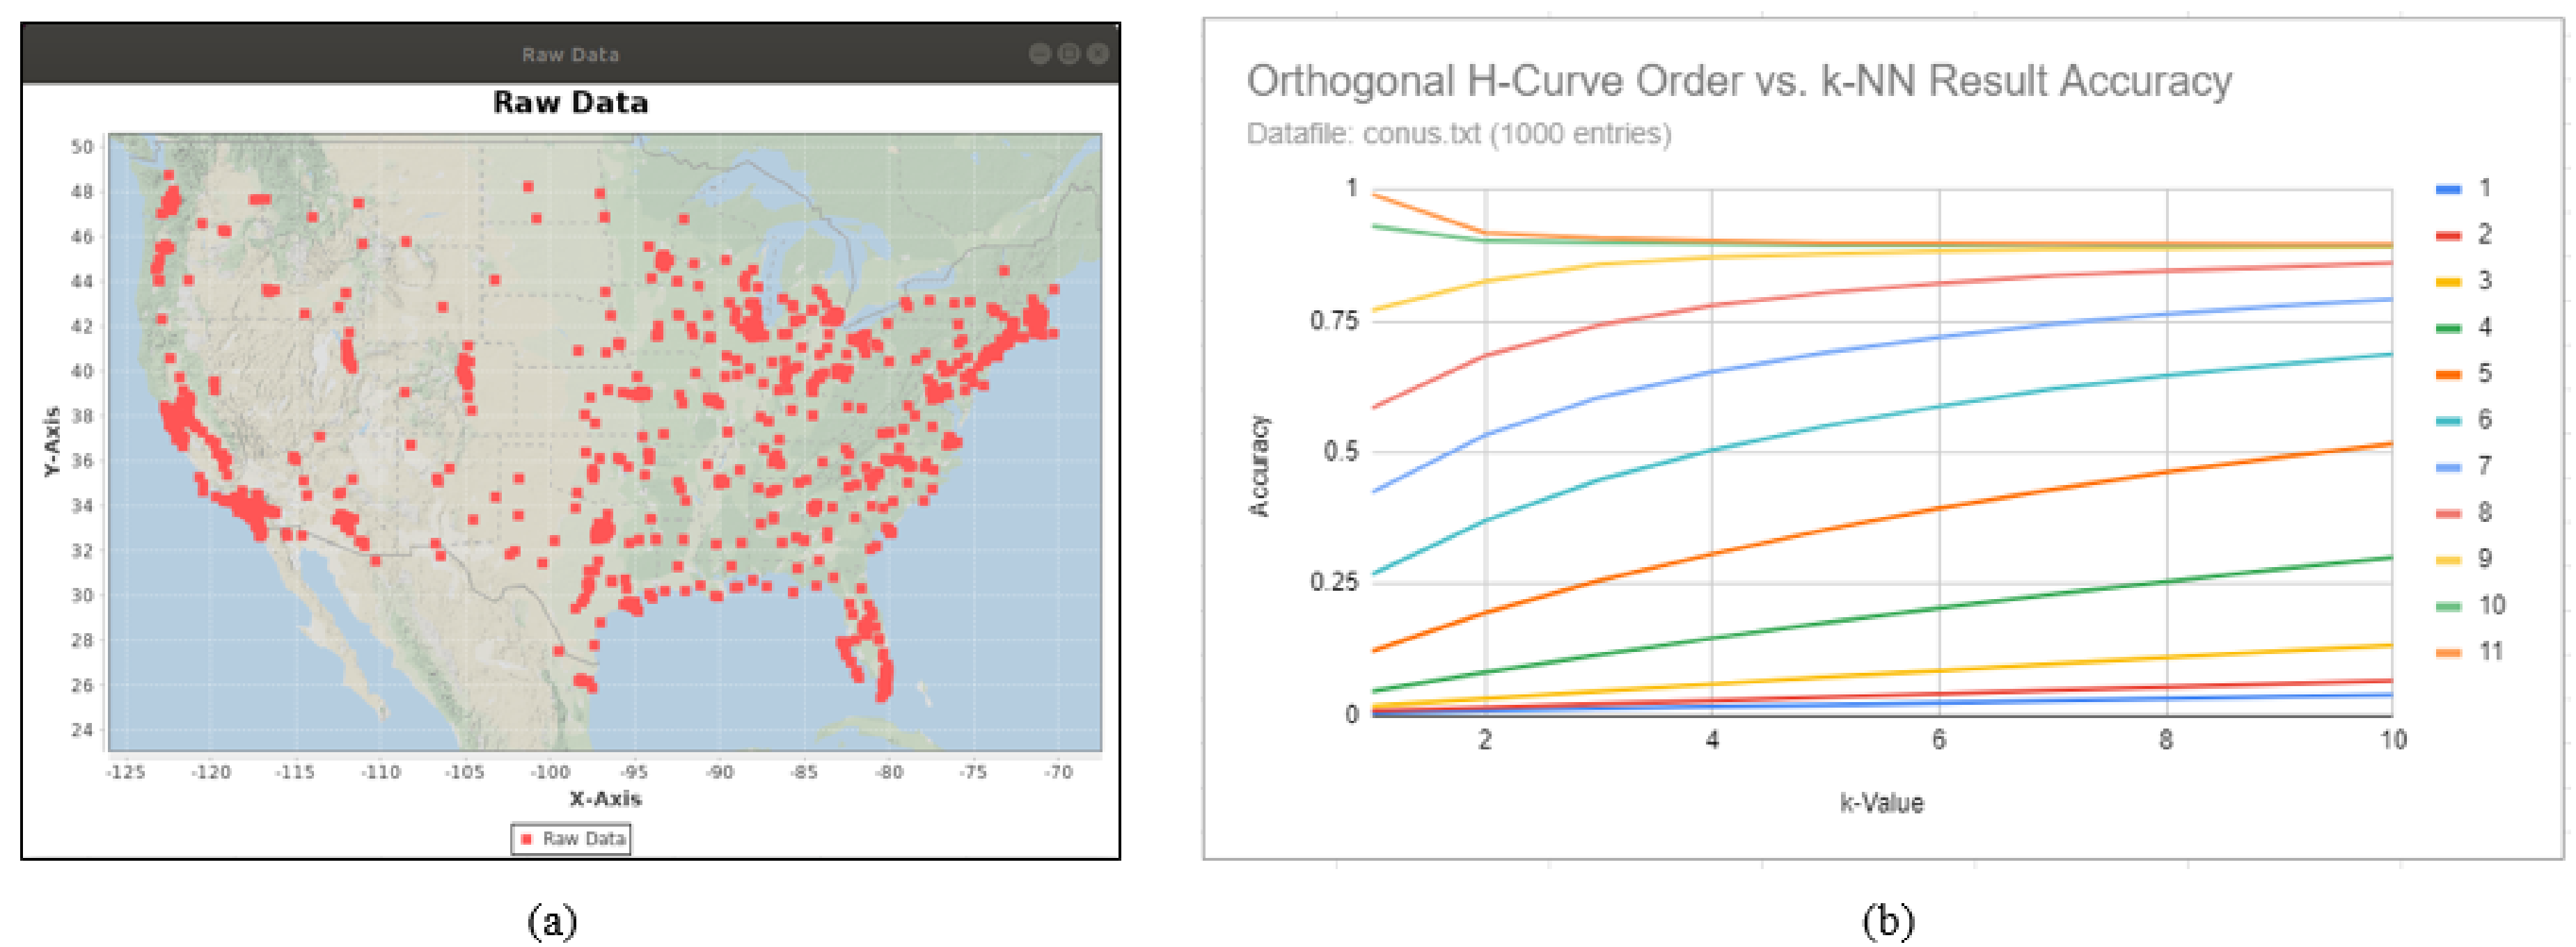 Raw Data
Raw Data
50
48
46
44
42
40
38
36
34
32
30
28
26
24
Y-Axis
-125 -120 -115 -110 -105 -100 -95 -90 -85 -80 -75 -70
X-Axis
Raw Data
(a)
Orthogonal H-Curve Order vs. k-NN Result Accuracy
Datafile: conus.txt (1000 entries)
1
0.75
0.5
0.25
0
Accuracy
2 4 6 8 10
k-Value
1
2
3
4
5
6
7
8
9
10
11
(b)